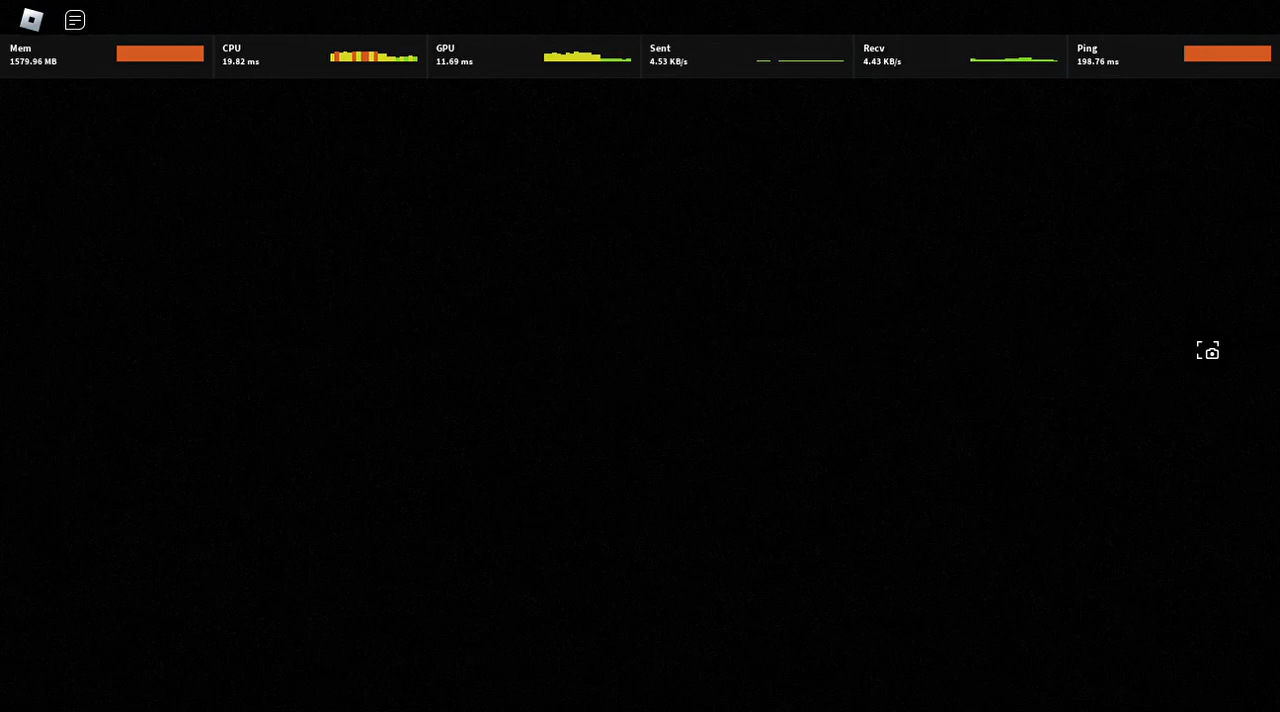 Mem
1579.96 MB
CPU
19.82 ms
GPU
11.69 ms
Sent
4.53 KB/s
Recv
4.43 KB/s
Ping
198.76 ms